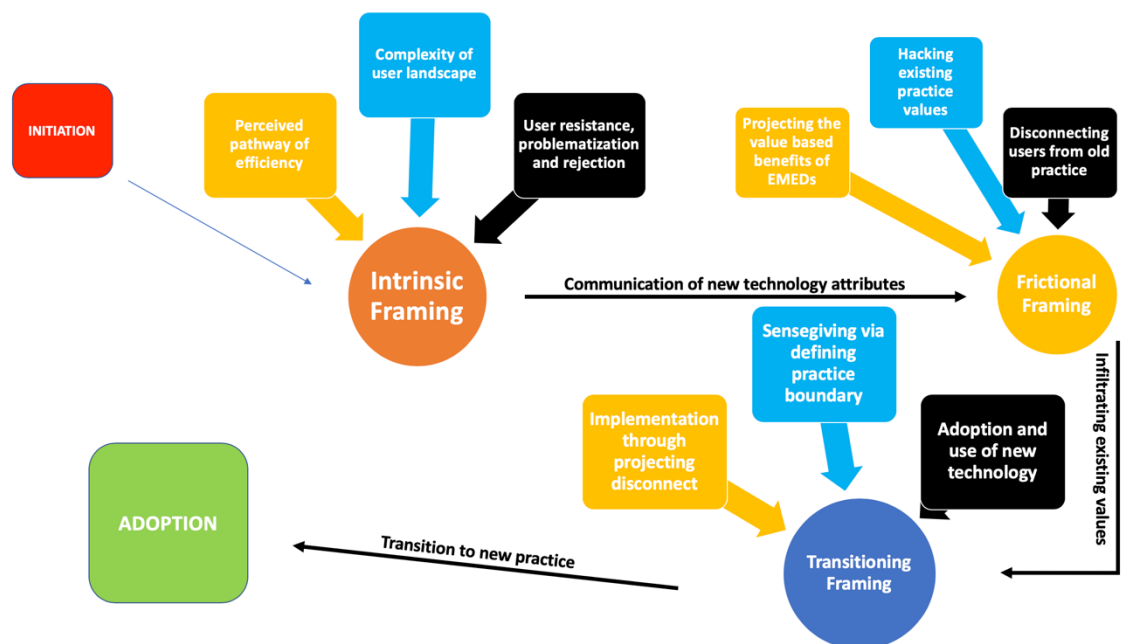 INITIATION
Perceived
pathway of
efficiency
Complexity of
user landscape
User resistance,
problematization
and rejection
Intrinsic
Framing
Communication of new technology attributes
Projecting the
value based
benefits of
EMEDs
Hacking
existing
practice
values
Disconnecting
users from old
practice
Frictional
Framing
Infiltrating existing values
Implementation
through
projecting
disconnect
Sensegiving via
defining
practice
boundary
Adoption and
use of new
technology
Transitioning
Framing
Transition to new practice
ADOPTION